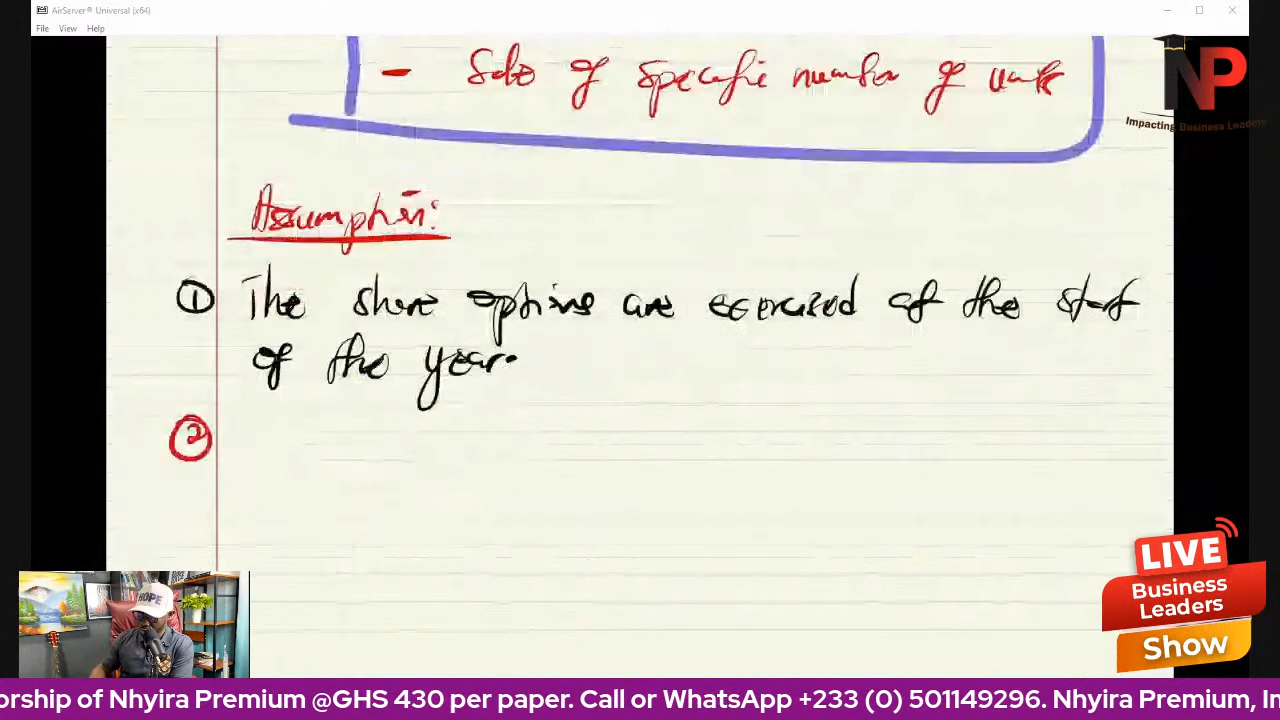 AirServer® Universal (x64)
File View Help
- Sale of specific number of units
NP
Impacting Business Leaders
Assumption:
① The share options are exercised at the start
of the year.
②
HOPE
LIVE
Business
Leaders
Show
orship of Nhyira Premium @GHS 430 per paper. Call or WhatsApp +233 (0) 501149296. Nhyira Premium, In